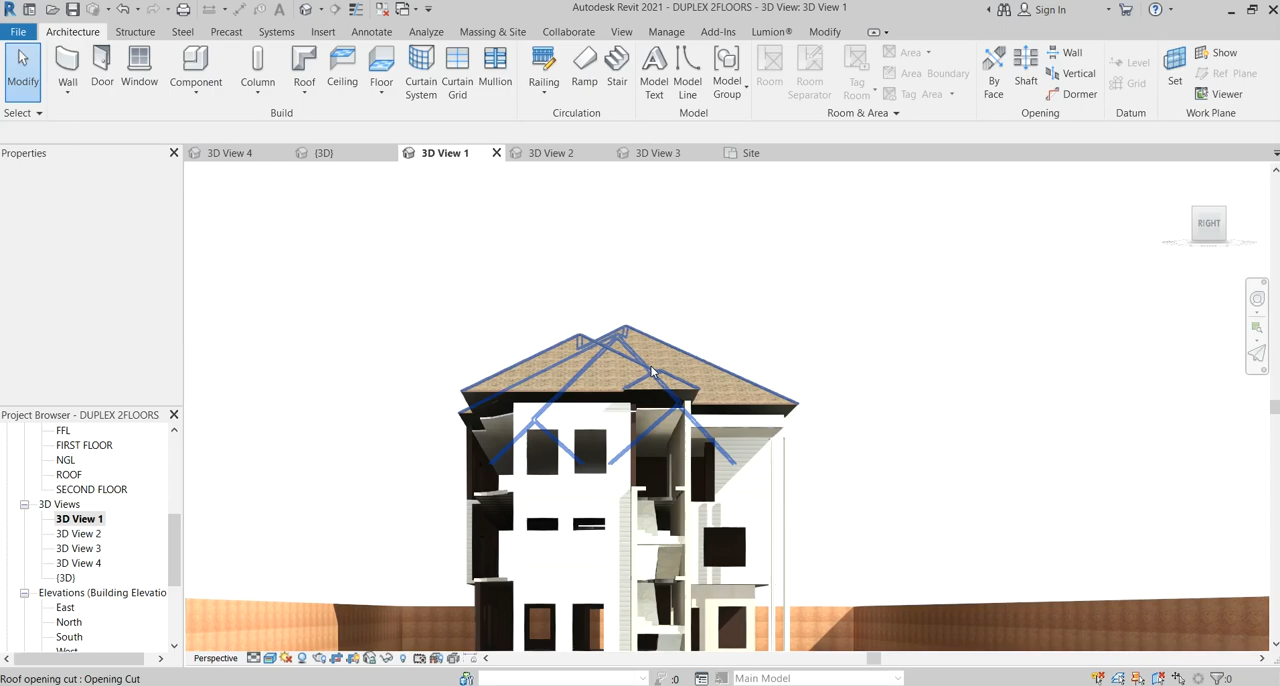 Autodesk Revit 2021 - DUPLEX 2FLOORS - 3D View: 3D View 1
Sign In
File Architecture Structure Steel Precast Systems Insert Annotate Analyze Massing & Site Collaborate View Manage Add-Ins Lumion® Modify
Modify Wall Door Window Component Column Roof Ceiling Floor Curtain System Curtain Grid Mullion Railing Ramp Stair Model Text Model Line Model Group Room Room Separator Tag Room
Area
Area Boundary
Tag Area
By Face Shaft
Wall
Vertical
Dormer
Level
Grid
Set
Show
Ref Plane
Viewer
Select Build Circulation Model Room & Area Opening Datum Work Plane
Properties
3D View 4 {3D} 3D View 1 3D View 2 3D View 3 Site
RIGHT
Project Browser - DUPLEX 2FLOORS
FFL
FIRST FLOOR
NGL
ROOF
SECOND FLOOR
3D Views
3D View 1
3D View 2
3D View 3
3D View 4
{3D}
Elevations (Building Elevatio
East
North
South
West
Perspective
Roof opening cut : Opening Cut
:0
Main Model
:0